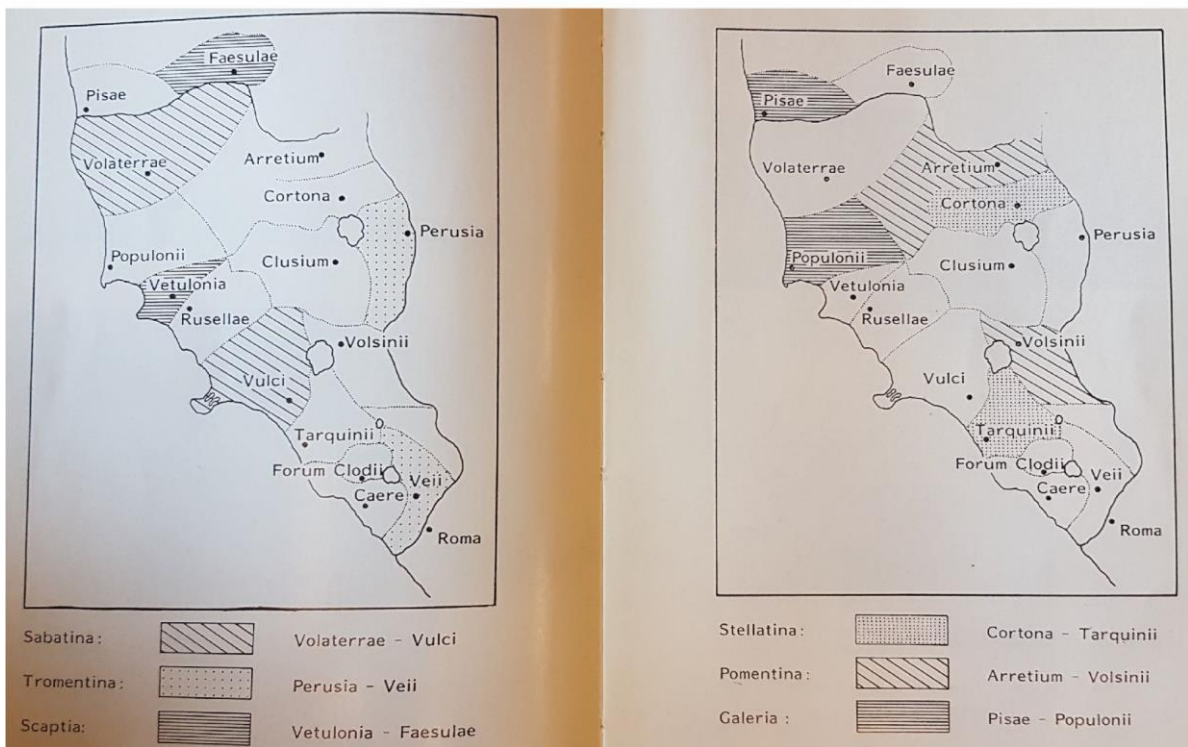 Faesulae
Pisae
Volaterrae
Arretium
Cortona
Perusia
Populonii
Clusium
Vetulonia
Rusellae
Volsinii
Vulci
Tarquinii
Forum Clodii
Veii
Caere
Roma
Sabatina: Volaterrae - Vulci
Tromentina: Perusia - Veii
Scaptia: Vetulonia - Faesulae
Faesulae
Pisae
Volaterrae
Arretium
Cortona
Perusia
Populonii
Clusium
Vetulonia
Rusellae
Volsinii
Vulci
Tarquinii
Forum Clodii
Veii
Caere
Roma
Stellatina: Cortona - Tarquinii
Pomentina: Arretium - Volsinii
Galeria : Pisae - Populonii